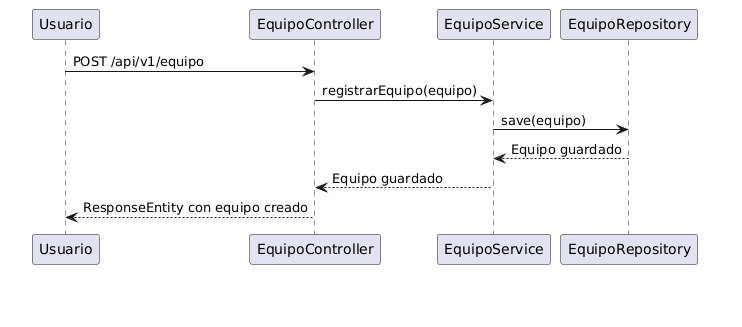 Usuario EquipoController EquipoService EquipoRepository
POST /api/v1/equipo
registrarEquipo(equipo)
save(equipo)
Equipo guardado
Equipo guardado
ResponseEntity con equipo creado
Usuario EquipoController EquipoService EquipoRepository